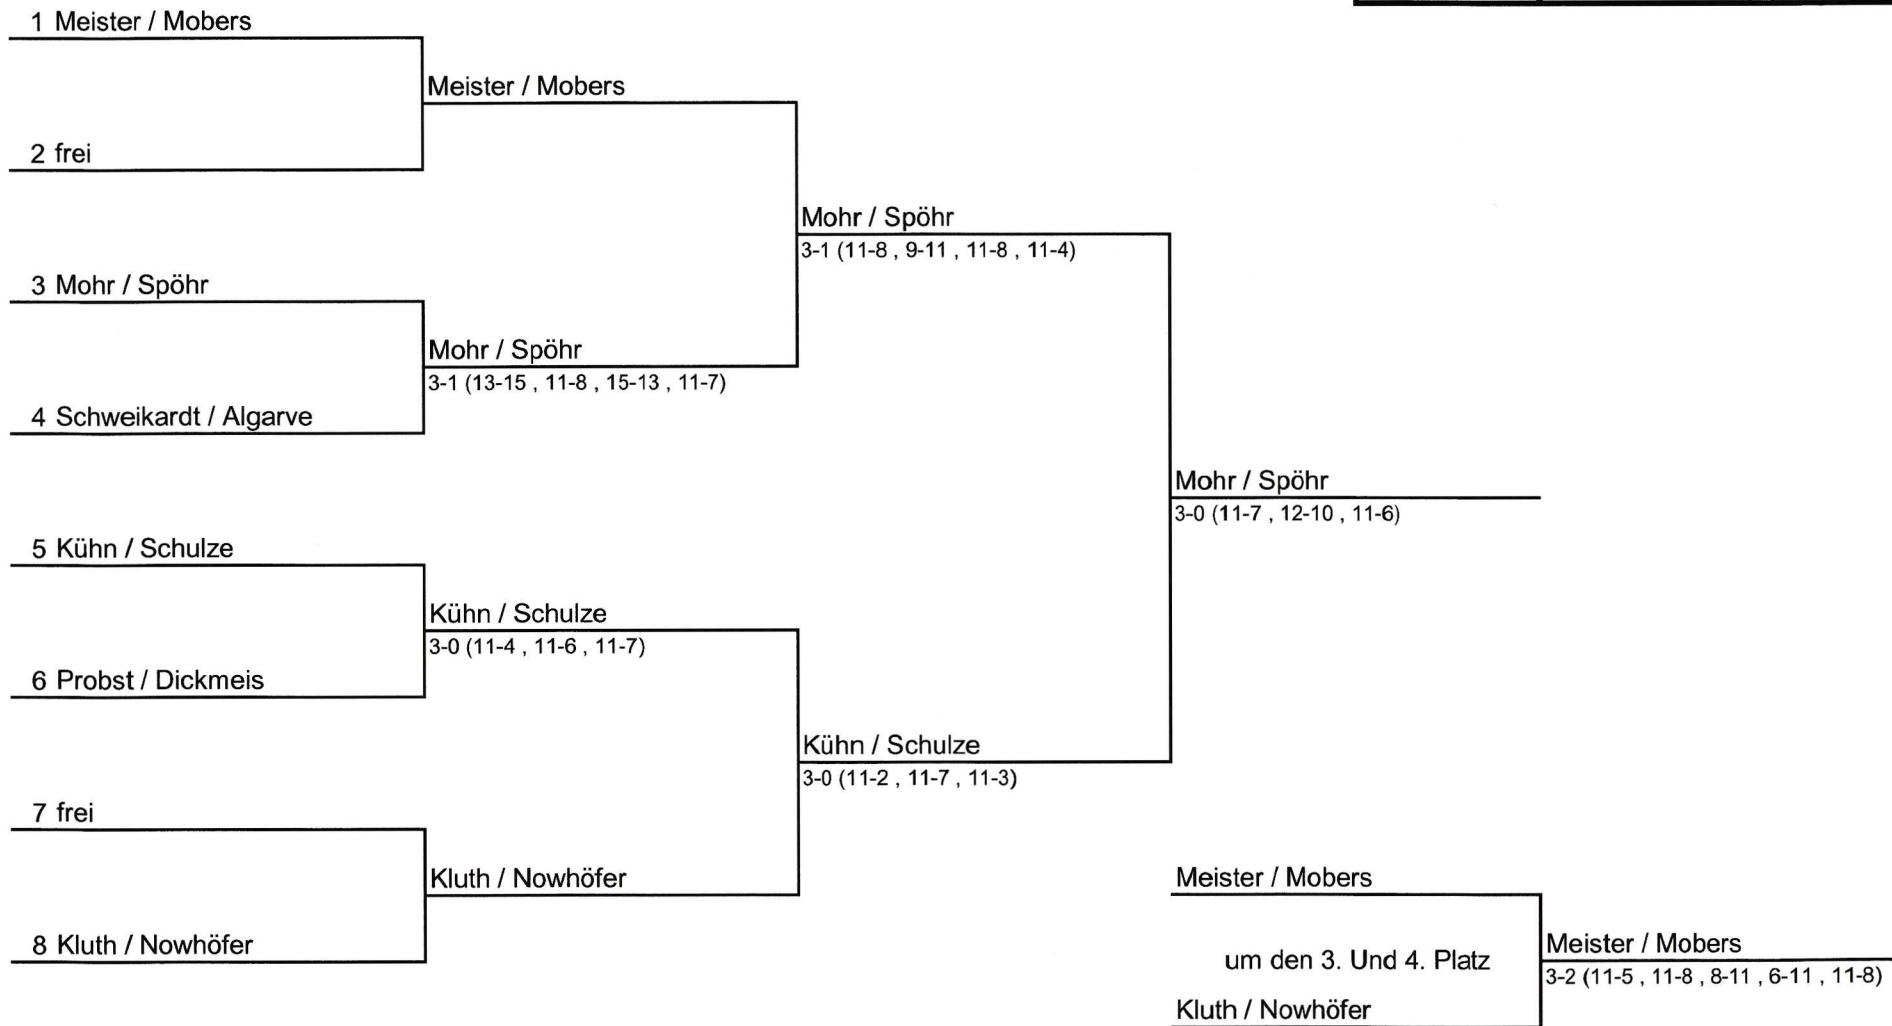 1 Meister / Mobers
Meister / Mobers
2 frei
Mohr / Spöhr
3-1 (11-8 , 9-11 , 11-8 , 11-4)
3 Mohr / Spöhr
Mohr / Spöhr
3-1 (13-15 , 11-8 , 15-13 , 11-7)
4 Schweikardt / Algarve
Mohr / Spöhr
3-0 (11-7 , 12-10 , 11-6)
5 Kühn / Schulze
Kühn / Schulze
3-0 (11-4 , 11-6 , 11-7)
6 Probst / Dickmeis
Kühn / Schulze
3-0 (11-2 , 11-7 , 11-3)
7 frei
Kluth / Nowhöfer
8 Kluth / Nowhöfer
Meister / Mobers
um den 3. Und 4. Platz
Kluth / Nowhöfer
Meister / Mobers
3-2 (11-5 , 11-8 , 8-11 , 6-11 , 11-8)